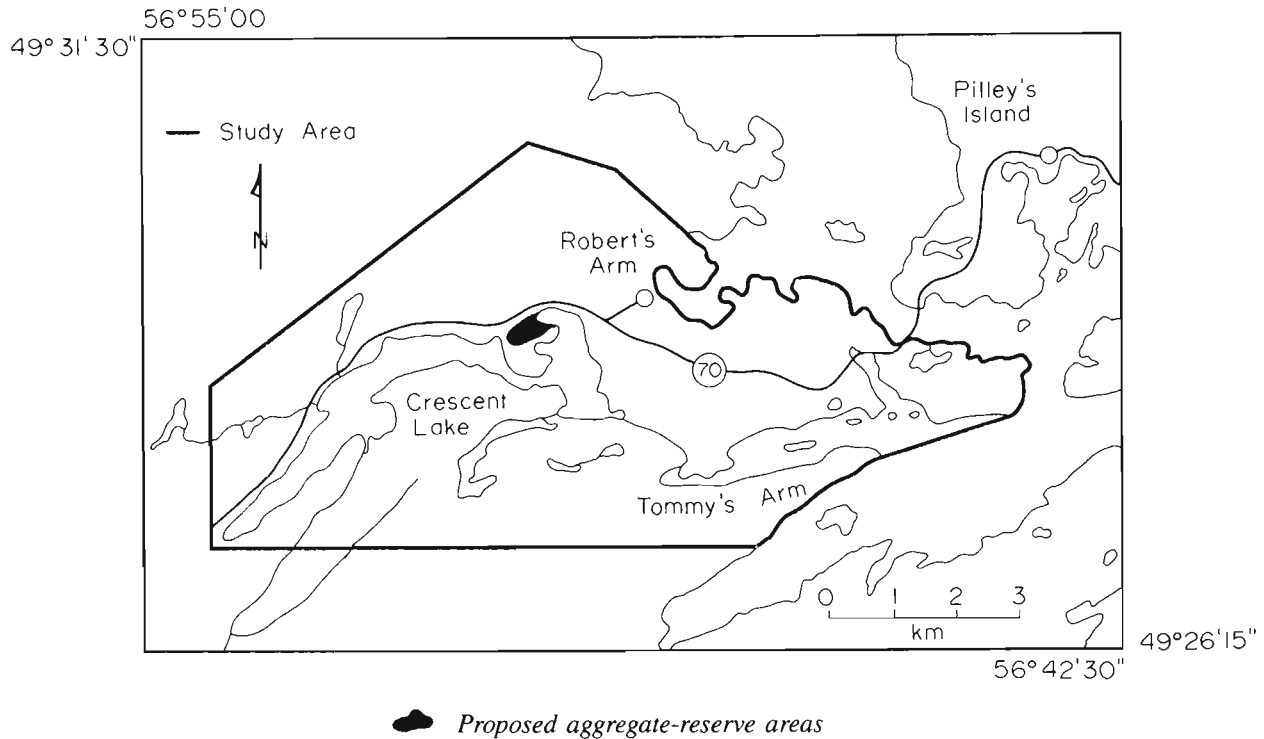 56°55'00
49°31'30"
Pilley's
Island
Study Area
N
Robert's
Arm
70
Crescent
Lake
Tommy's Arm
0 1 2 3
km
49°26'15"
56°42'30"
Proposed aggregate-reserve areas